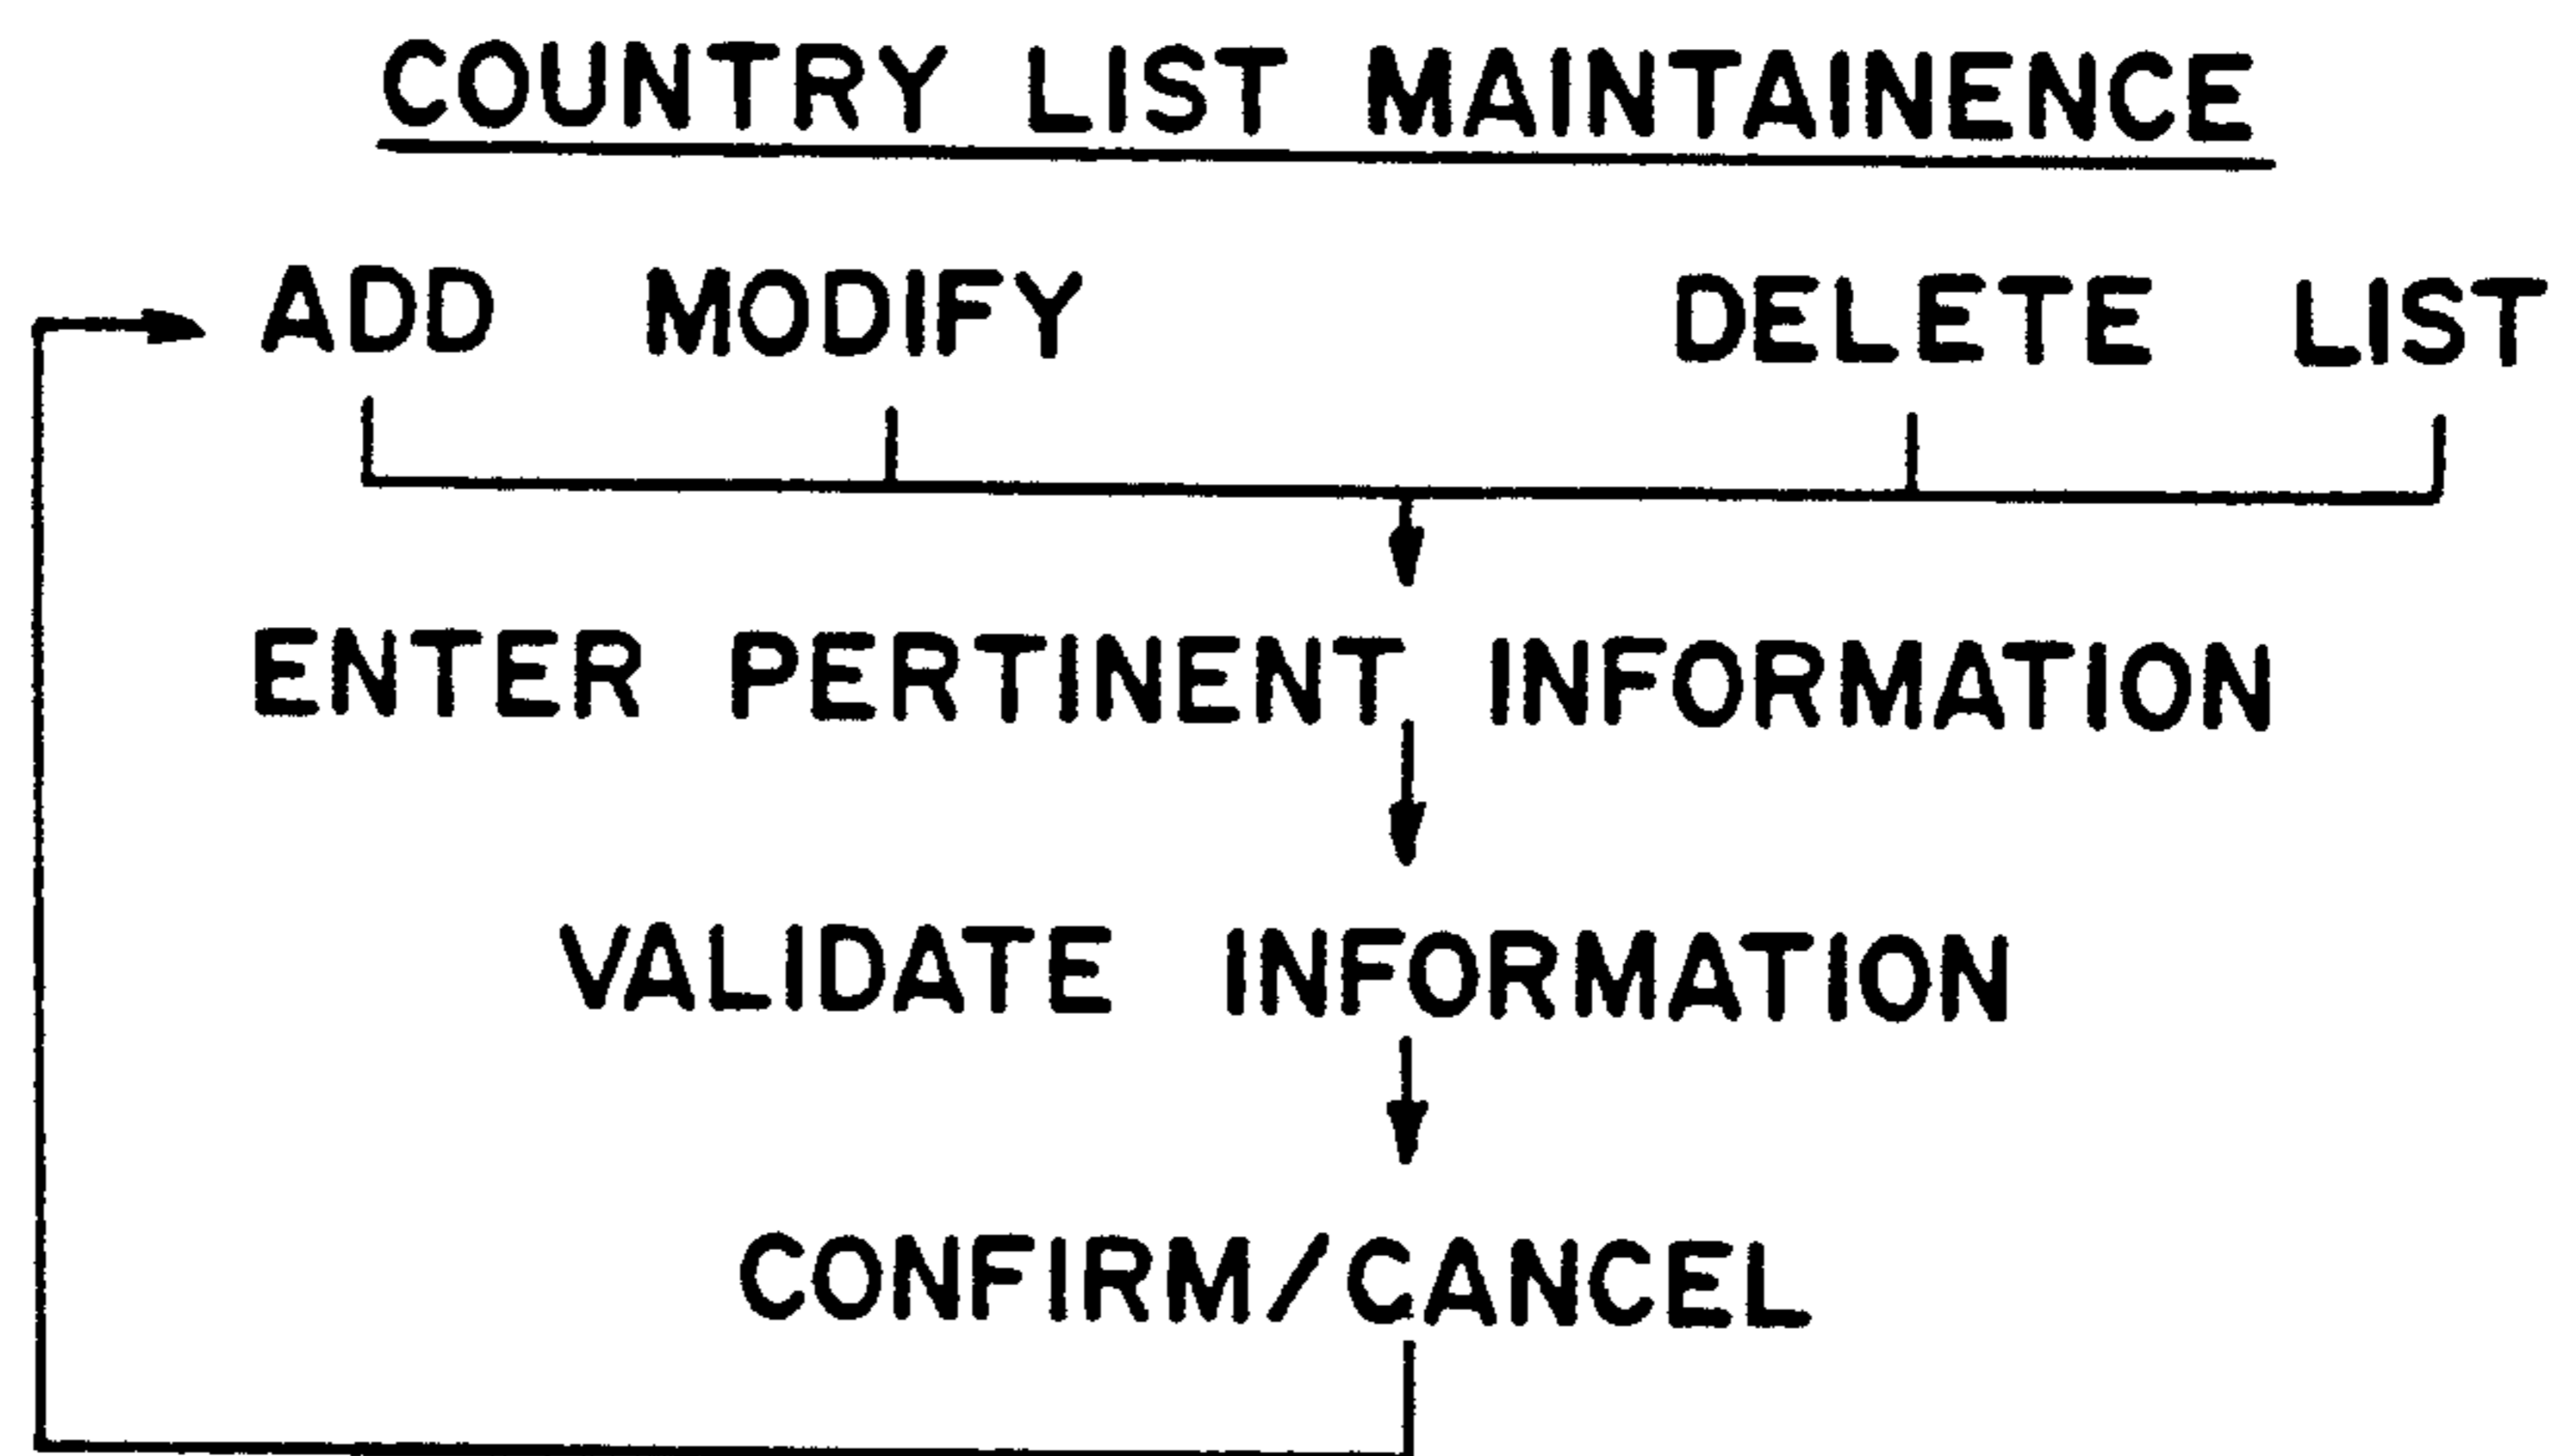 COUNTRY LIST MAINTAINENCE
ADD MODIFY DELETE LIST
ENTER PERTINENT INFORMATION
VALIDATE INFORMATION
CONFIRM/CANCEL